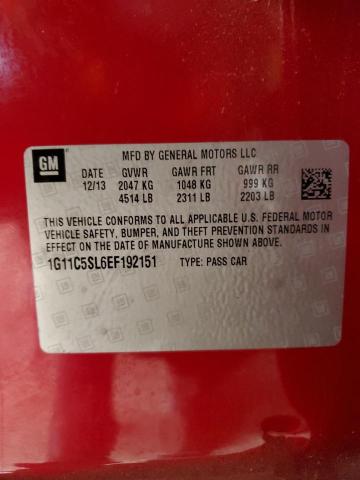 GM
MFD BY GENERAL MOTORS LLC
DATE GVWR GAWR FRT GAWR RR
12/13 2047 KG 1048 KG 999 KG
4514 LB 2311 LB 2203 LB
THIS VEHICLE CONFORMS TO ALL APPLICABLE U.S. FEDERAL MOTOR
VEHICLE SAFETY, BUMPER, AND THEFT PREVENTION STANDARDS IN
EFFECT ON THE DATE OF MANUFACTURE SHOWN ABOVE.
1G11C5SL6EF192151 TYPE: PASS CAR